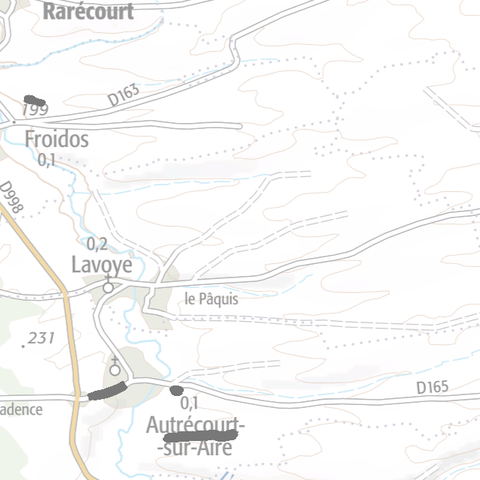 Rarécourt
D163
199
Froidos
0,1
D998
0,2
Lavoye
le Pâquis
231
D165
adence
0,1
Autrécourt-
-sur-Aire